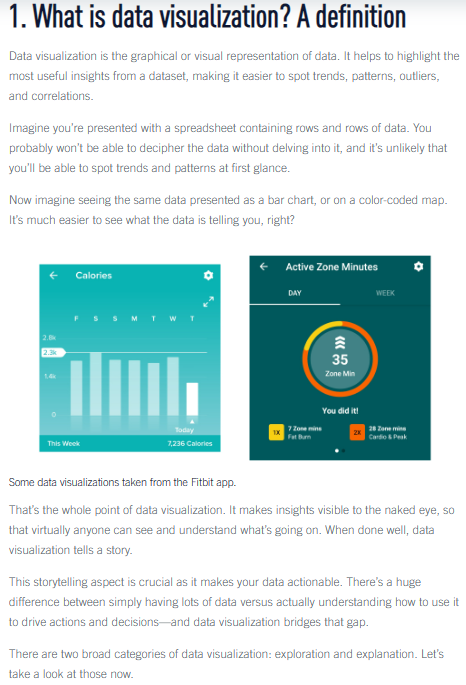 1. What is data visualization? A definition
Data visualization is the graphical or visual representation of data. It helps to highlight the
most useful insights from a dataset, making it easier to spot trends, patterns, outliers,
and correlations.
Imagine you're presented with a spreadsheet containing rows and rows of data. You
probably won't be able to decipher the data without delving into it, and it's unlikely that
you'll be able to spot trends and patterns at first glance.
Now imagine seeing the same data presented as a bar chart, or on a color-coded map.
It's much easier to see what the data is telling you, right?
Calories
F S S M T W T
2.8k
2.3k
1.4k
0
Today
This Week 7,236 Calories
Active Zone Minutes
DAY WEEK
35
Zone Min
You did it!
1X 7 Zone mins
Fat Burn
2X 28 Zone mins
Cardio & Peak
Some data visualizations taken from the Fitbit app.
That's the whole point of data visualization. It makes insights visible to the naked eye, so
that virtually anyone can see and understand what's going on. When done well, data
visualization tells a story.
This storytelling aspect is crucial as it makes your data actionable. There's a huge
difference between simply having lots of data versus actually understanding how to use it
to drive actions and decisions—and data visualization bridges that gap.
There are two broad categories of data visualization: exploration and explanation. Let's
take a look at those now.